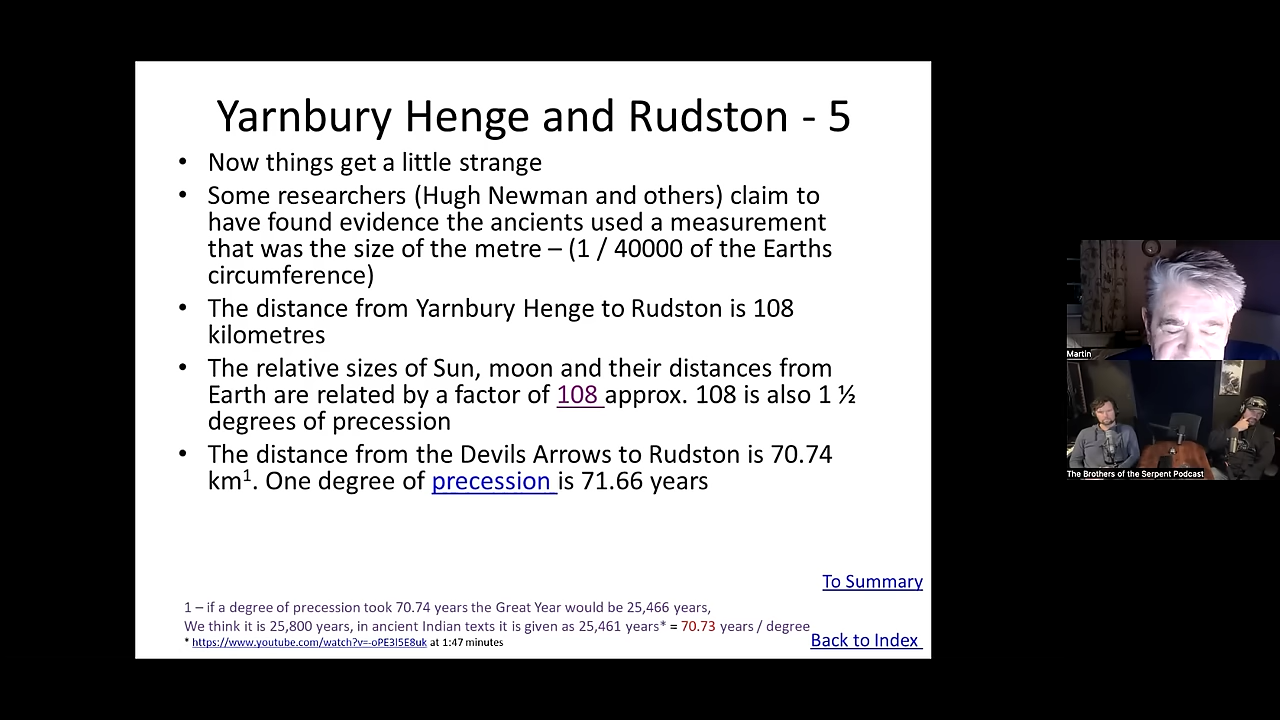 Yarnbury Henge and Rudston - 5
• Now things get a little strange
• Some researchers (Hugh Newman and others) claim to
have found evidence the ancients used a measurement
that was the size of the metre – (1 / 40000 of the Earths
circumference)
• The distance from Yarnbury Henge to Rudston is 108
kilometres
• The relative sizes of Sun, moon and their distances from
Earth are related by a factor of 108 approx. 108 is also 1 ½
degrees of precession
• The distance from the Devils Arrows to Rudston is 70.74
km¹. One degree of precession is 71.66 years
To Summary
1 – if a degree of precession took 70.74 years the Great Year would be 25,466 years,
We think it is 25,800 years, in ancient Indian texts it is given as 25,461 years* = 70.73 years / degree
* https://www.youtube.com/watch?v=-oPE3I5E8uk at 1:47 minutes
Back to Index
Martin
The Brothers of the Serpent Podcast